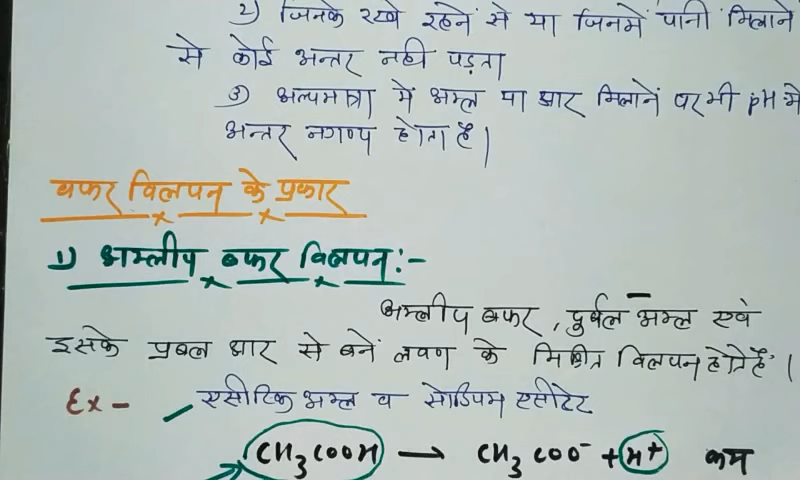 2) जिनके रखे रहने से या जिनमें पानी मिलाने
से कोई अन्तर नही पड़ता
3) अल्पमात्रा में अम्ल या क्षार मिलानें पर भी pH में
अन्तर नगण्य होता है।
बफर विलयन के प्रकार
1) अम्लीय बफर विलयन :-
अम्लीय बफर, दुर्बल अम्ल एवं
इसके प्रबल क्षार से बनें लवण के मिश्रित विलयन होते है।
Ex - एसीटिक अम्ल व सोडियम एसीटेट
CH₃COOH → CH₃COO⁻ + H⁺ कम